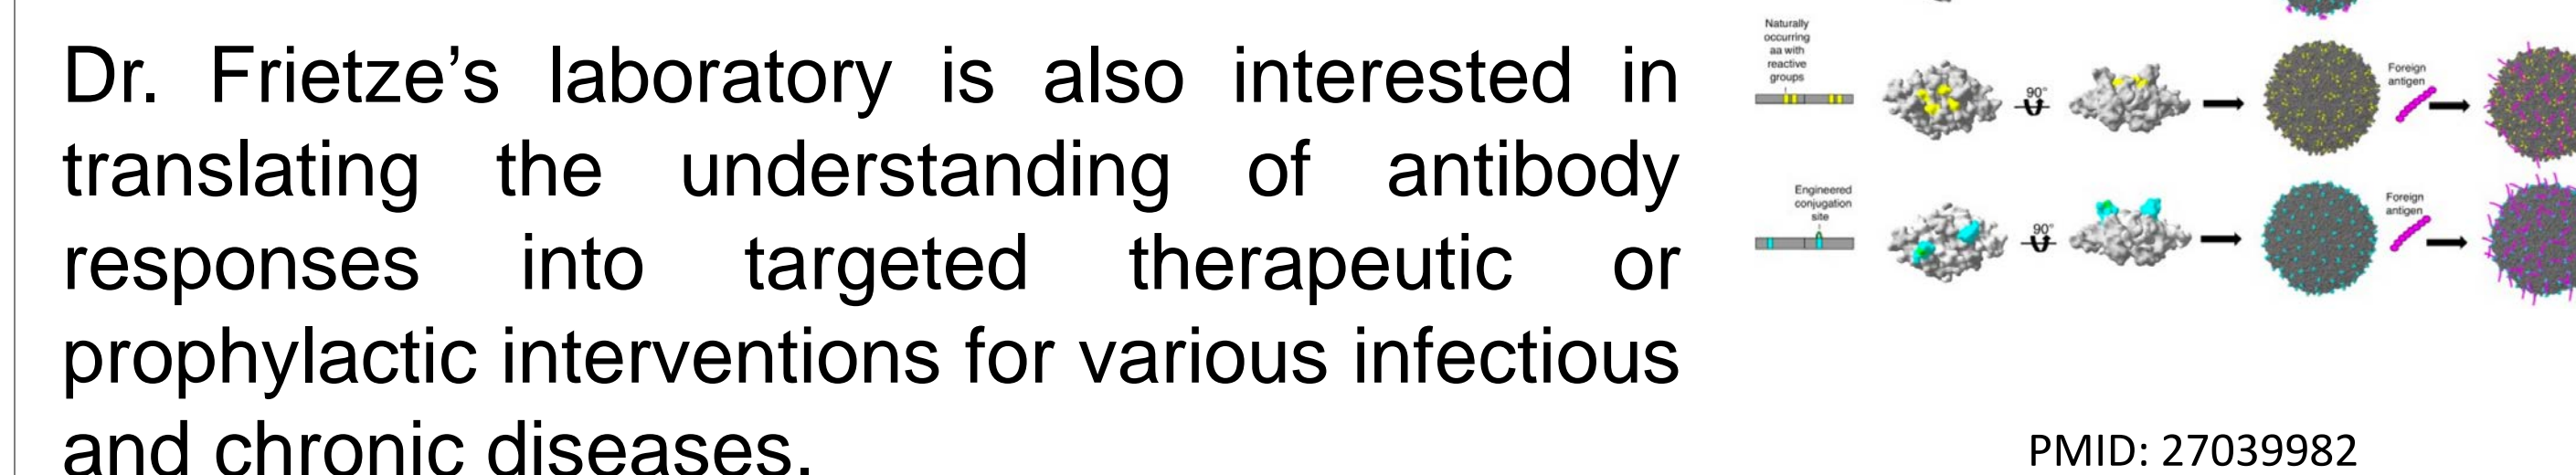 Dr. Frietze’s laboratory is also interested in
translating the understanding of antibody
responses into targeted therapeutic or
prophylactic interventions for various infectious
and chronic diseases.
Naturally
occurring
aa with
reactive
groups
90°
Foreign
antigen
Engineered
conjugation
site
90°
Foreign
antigen
PMID: 27039982